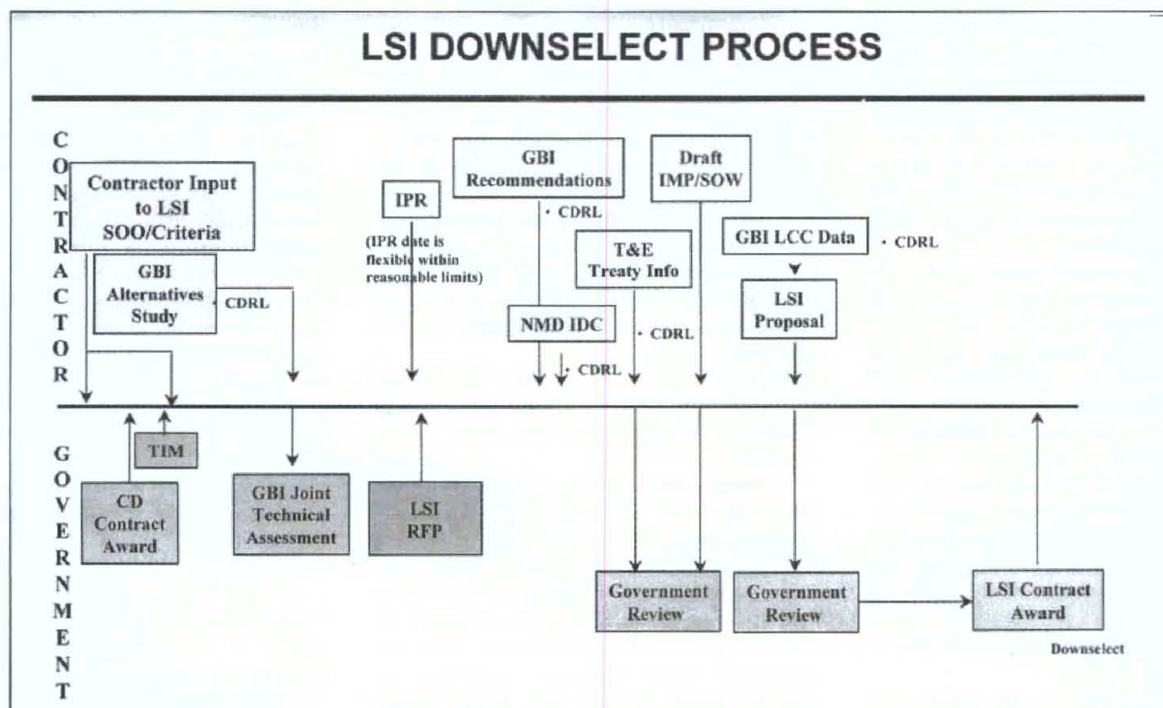 LSI DOWNSELECT PROCESS
CONTRACTOR
Contractor Input
to LSI
SOO/Criteria
GBI
Alternatives
Study
· CDRL
IPR
(IPR date is
flexible within
reasonable limits)
GBI
Recommendations
· CDRL
NMD IDC
· CDRL
T&E
Treaty Info
· CDRL
Draft
IMP/SOW
GBI LCC Data
· CDRL
LSI
Proposal
GOVERNMENT
TIM
CD
Contract
Award
GBI Joint
Technical
Assessment
LSI
RFP
Government
Review
Government
Review
LSI Contract
Award
Downselect